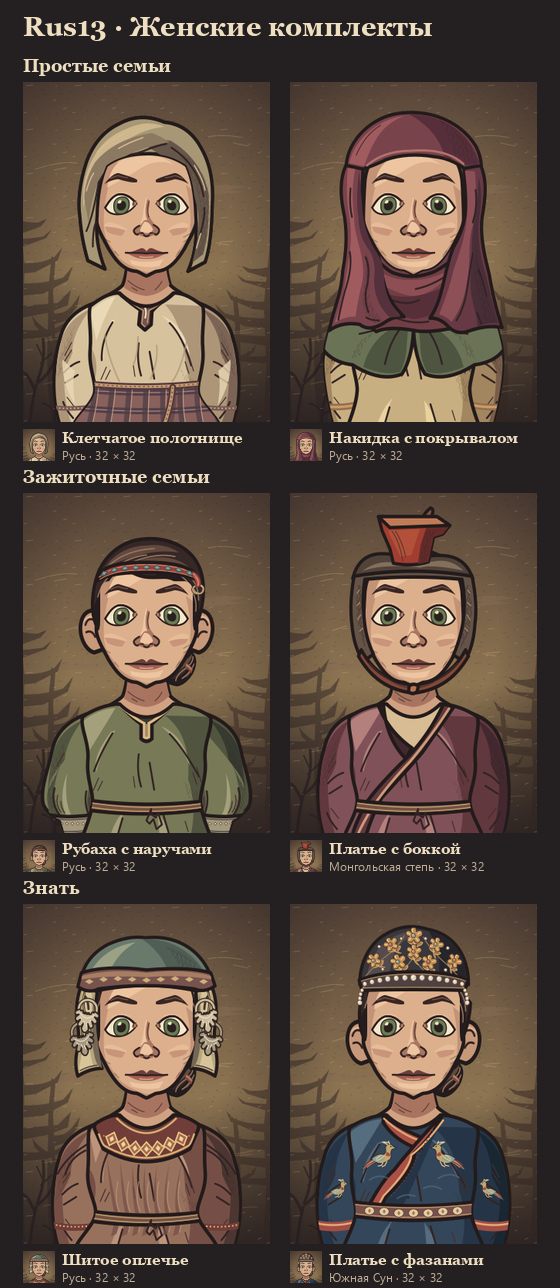 Rus13 · Женские комплекты
Простые семьи
Клетчатое полотнище
Русь · 32 × 32
Накидка с покрывалом
Русь · 32 × 32
Зажиточные семьи
Рубаха с наручами
Русь · 32 × 32
Платье с боккой
Монгольская степь · 32 × 32
Знать
Шитое оплечье
Русь · 32 × 32
Платье с фазанами
Южная Сун · 32 × 32